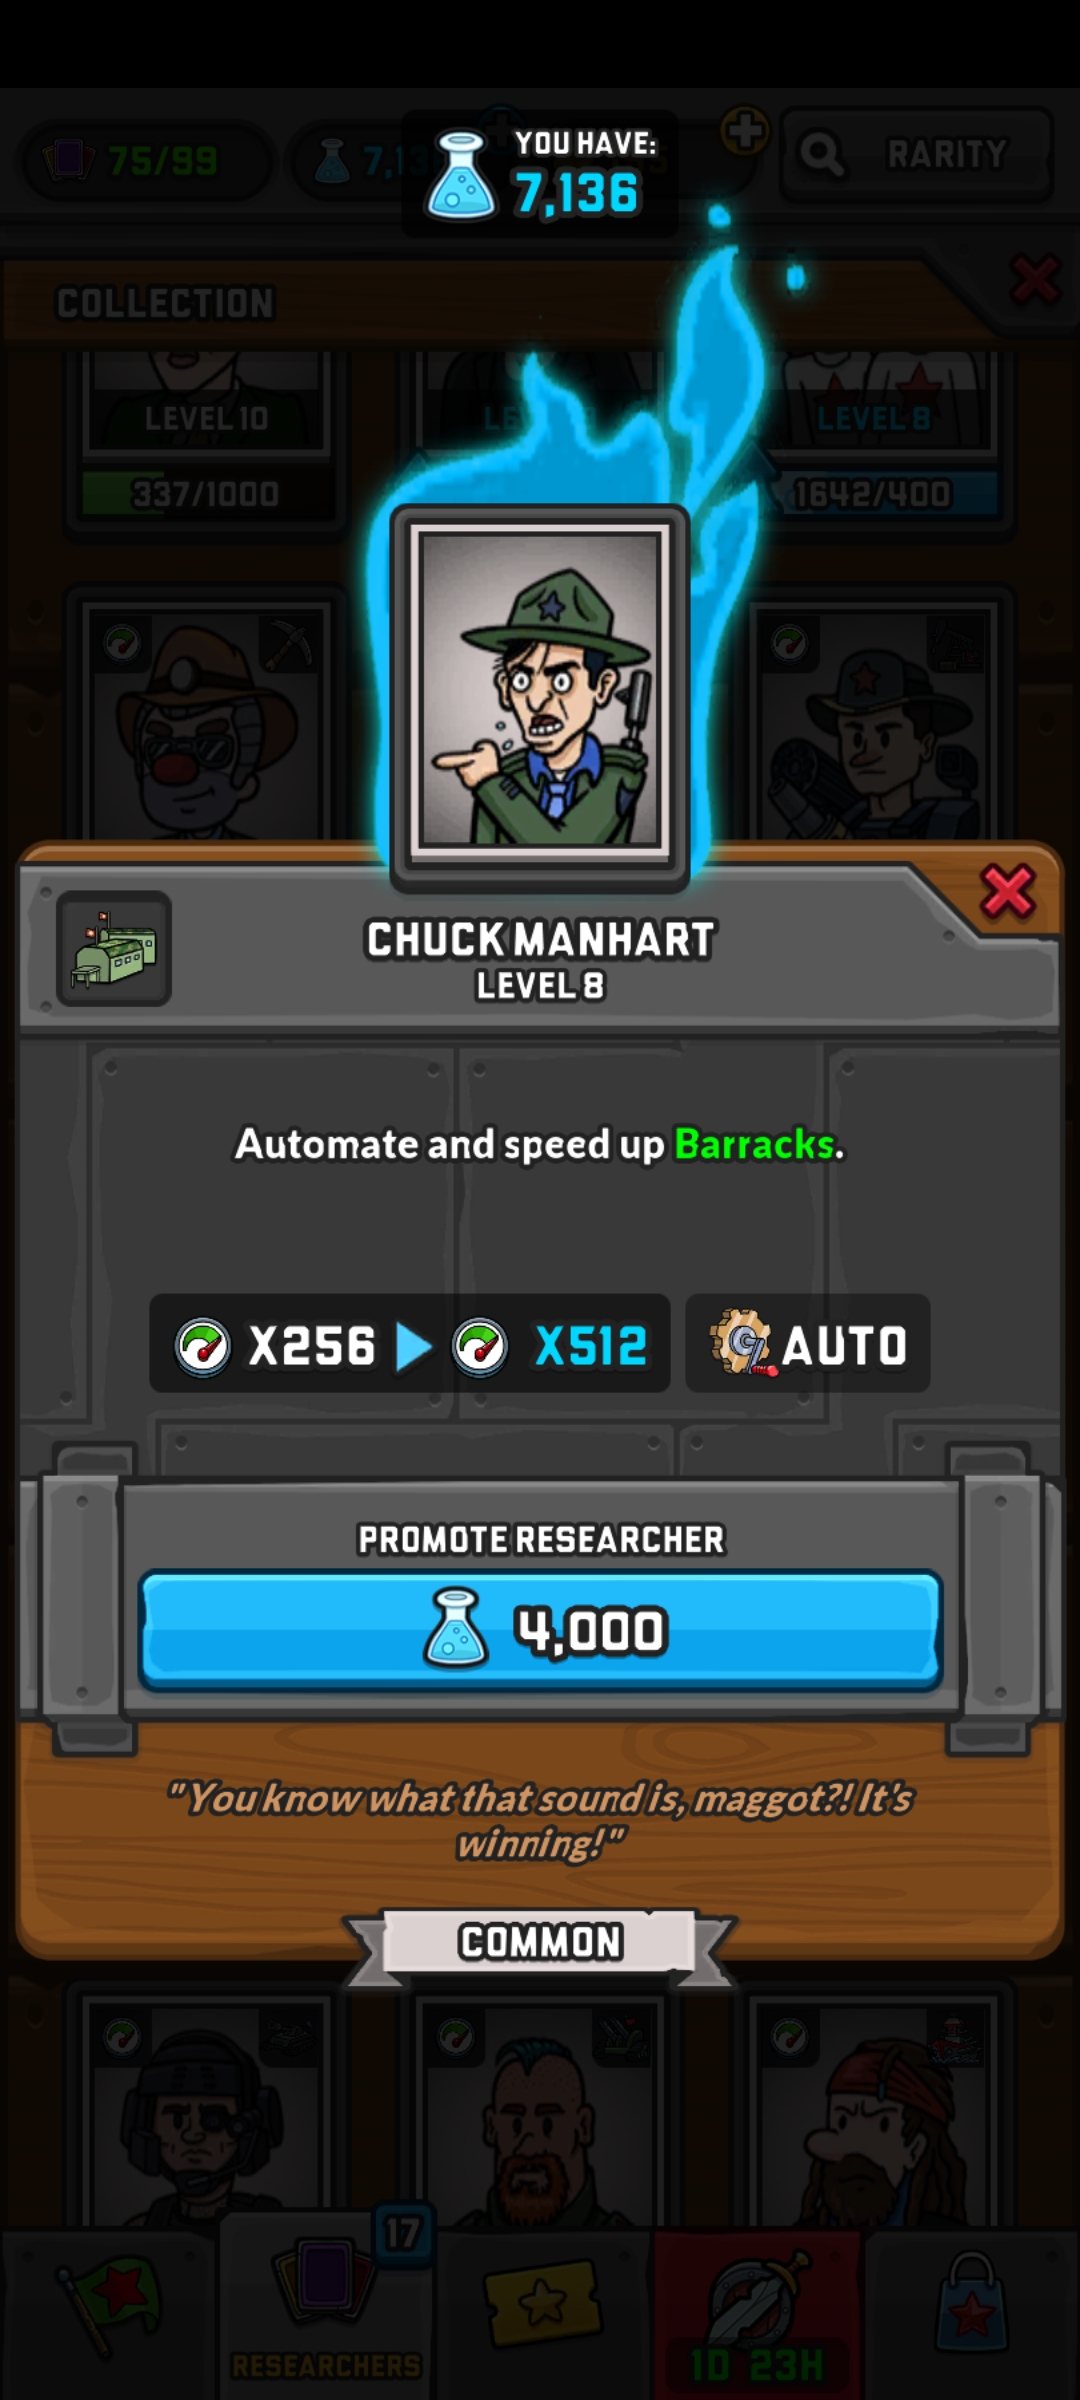 75/99
7,13
YOU HAVE:
7,136
RARITY
COLLECTION
LEVEL 10
LEVEL 8
337/1000
1642/400
CHUCK MANHART
LEVEL 8
Automate and speed up Barracks.
X256
X512
AUTO
PROMOTE RESEARCHER
4,000
"You know what that sound is, maggot?! It's
winning!"
COMMON
17
RESEARCHERS
1D 23H